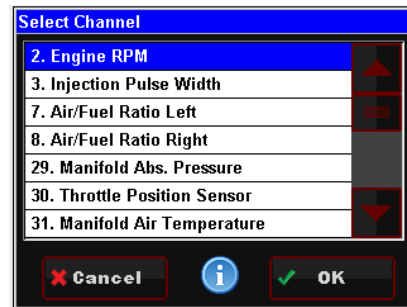 Select Channel
2. Engine RPM
3. Injection Pulse Width
7. Air/Fuel Ratio Left
8. Air/Fuel Ratio Right
29. Manifold Abs. Pressure
30. Throttle Position Sensor
31. Manifold Air Temperature
Cancel i OK